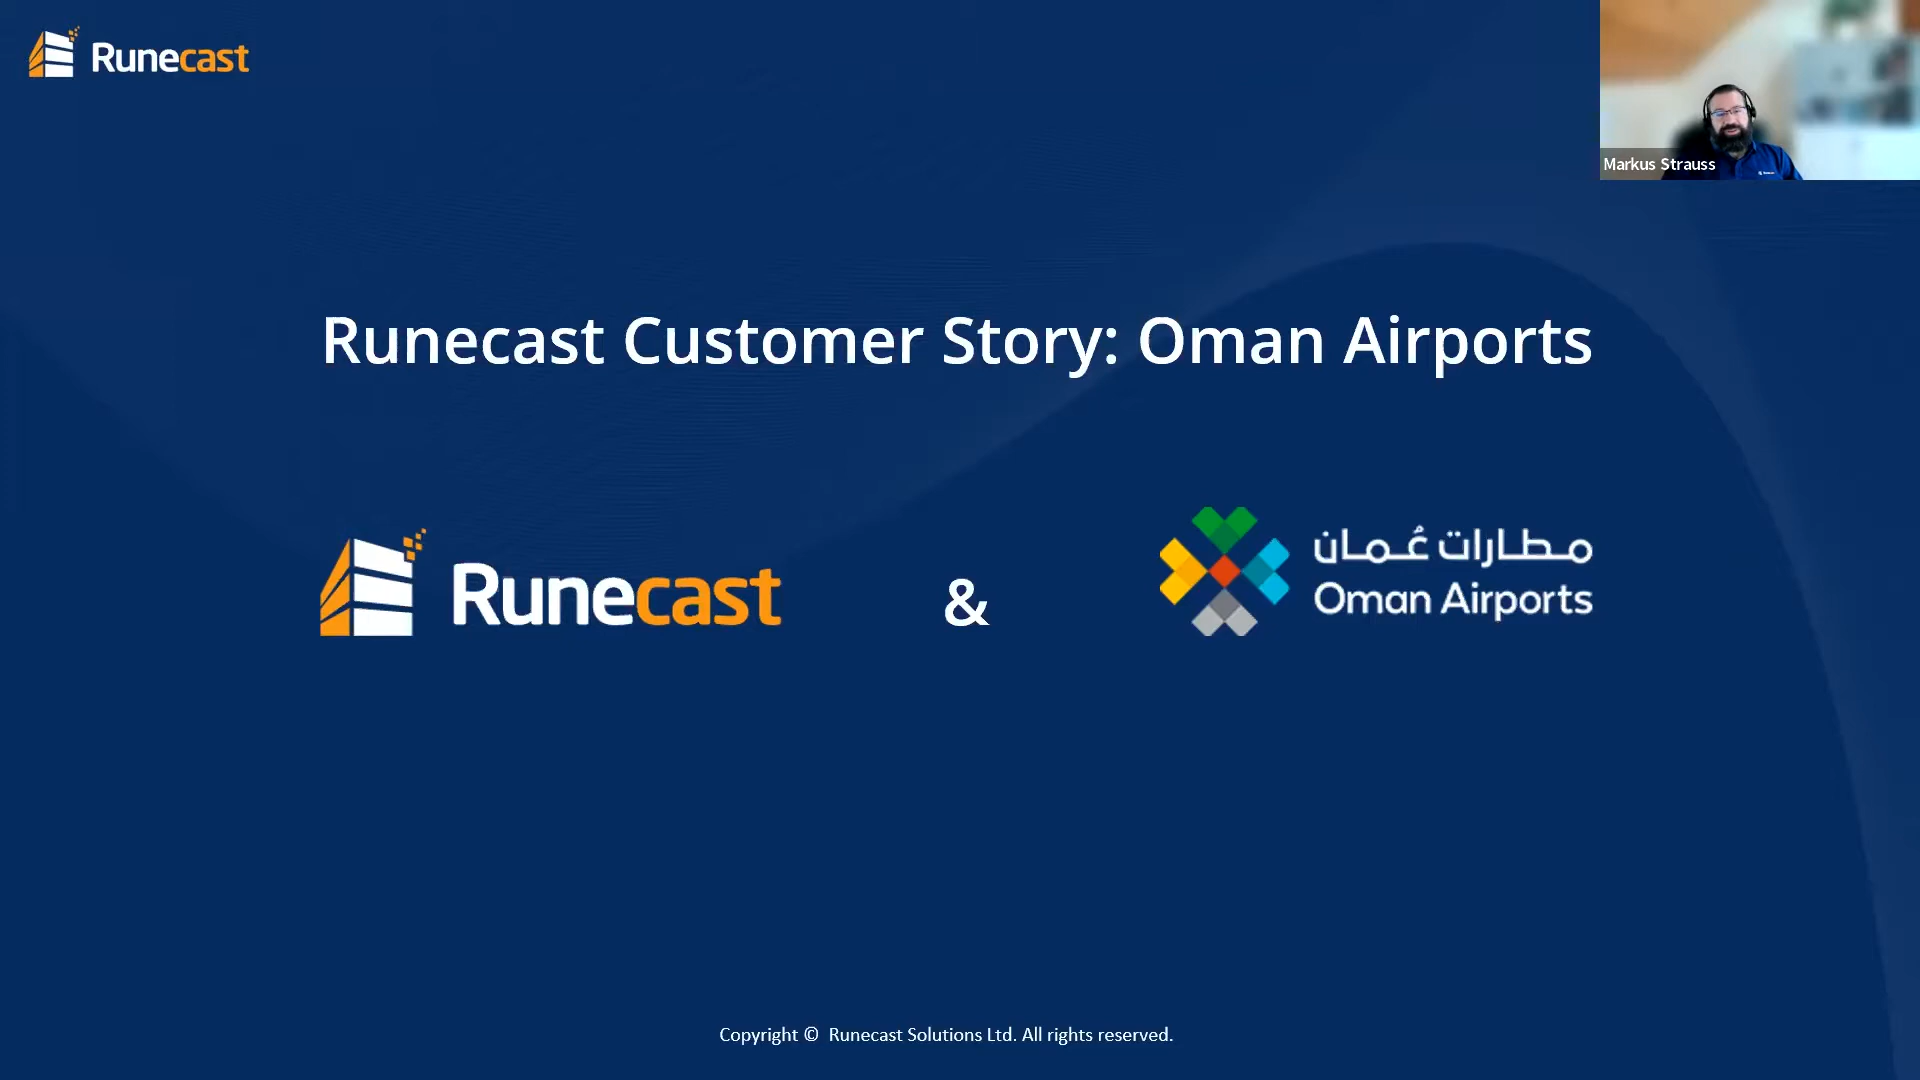 Runecast
Markus Strauss
Runecast Customer Story: Oman Airports
Runecast
&
مطارات عُمان
Oman Airports
Copyright © Runecast Solutions Ltd. All rights reserved.